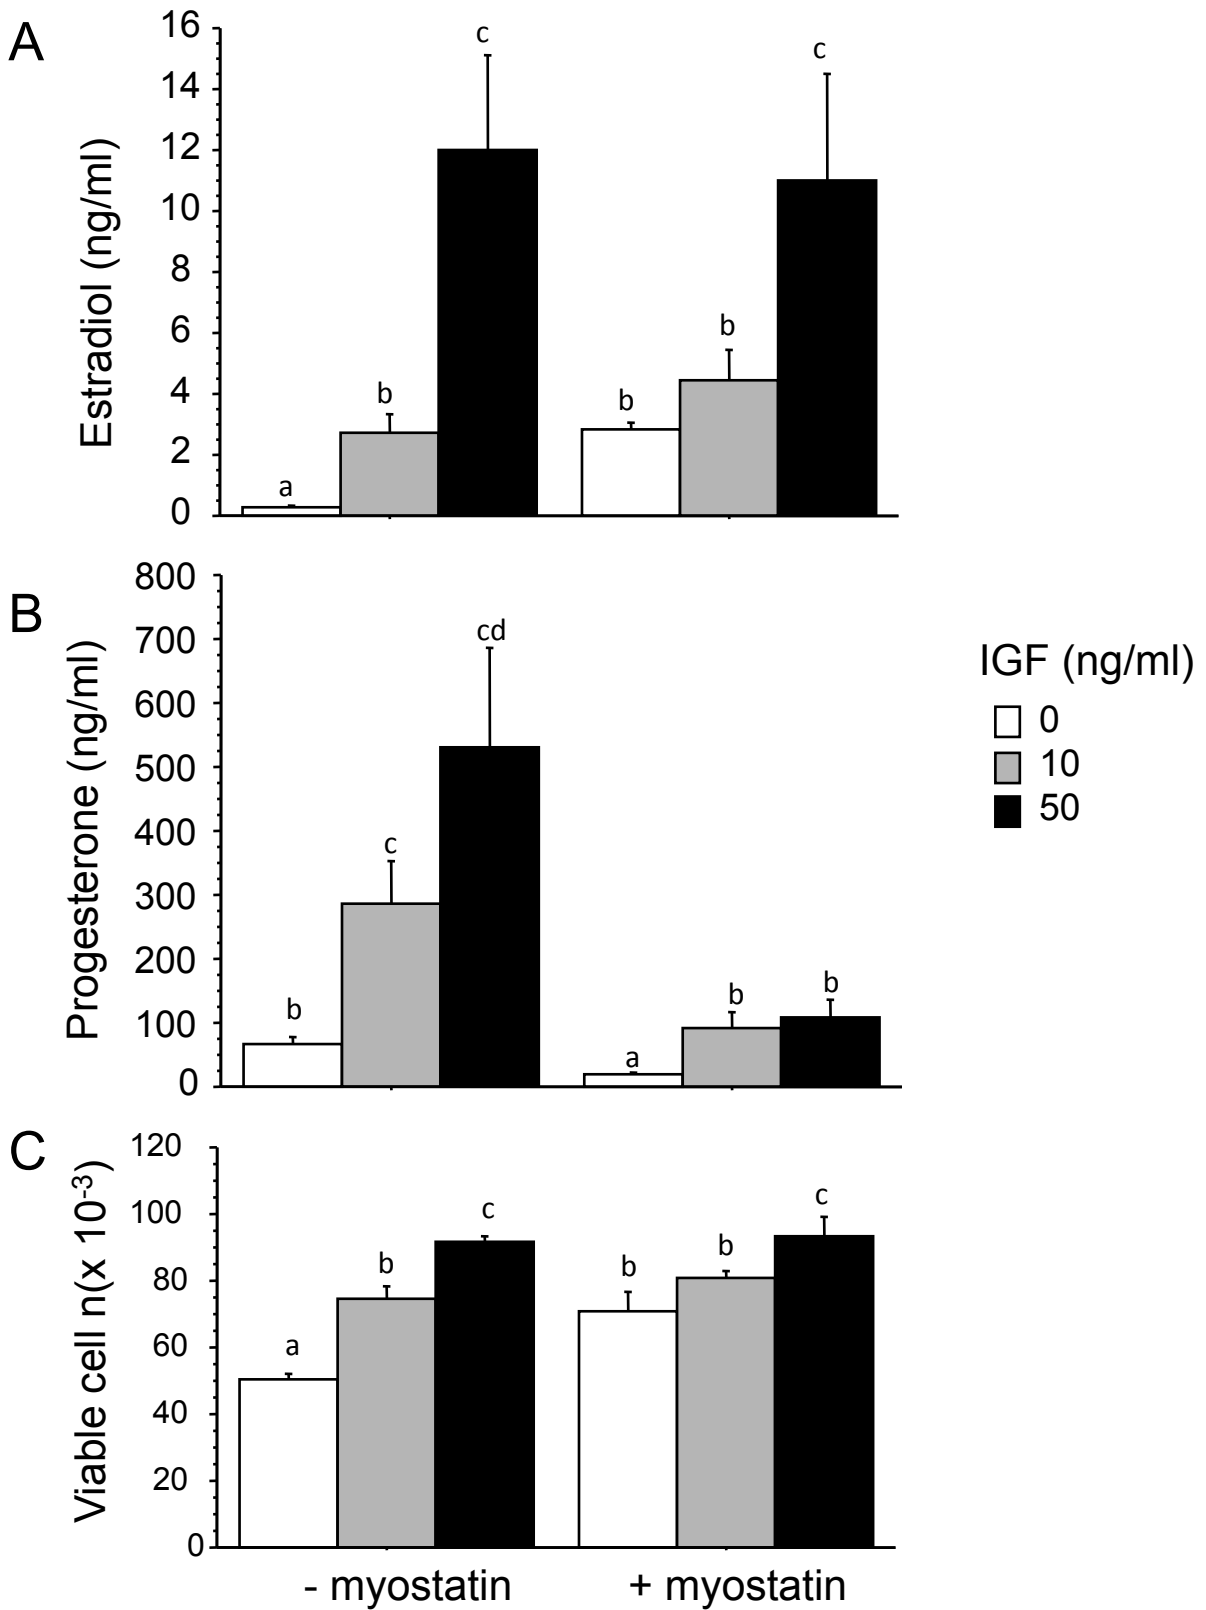 A
Estradiol (ng/ml)
16
14
12
10
8
6
4
2
0
a
b
c
b
b
c
B
Progesterone (ng/ml)
800
700
600
500
400
300
200
100
0
b
c
cd
a
b
b
IGF (ng/ml)
0
10
50
C
Viable cell n(x 10⁻³)
120
100
80
60
40
20
0
a
b
c
b
b
c
- myostatin
+ myostatin